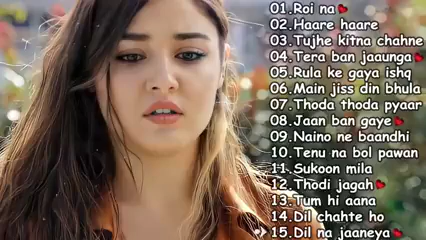 01.Roi na
02.Haare haare
03.Tujhe kitna chahne
04.Tera ban jaaunga
05.Rula ke gaya ishq
06.Main jiss din bhula
07.Thoda thoda pyaar
08.Jaan ban gaye
09.Naino ne baandhi
10.Tenu na bol pawan
11.Sukoon mila
12.Thodi jagah
13.Tum hi aana
14.Dil chahte ho
15.Dil na jaaneya